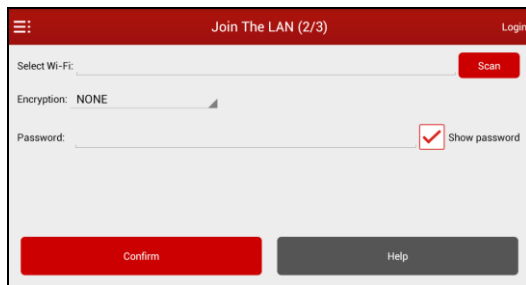 Join The LAN (2/3)
Login
Select Wi-Fi:
Scan
Encryption: NONE
Password:
Show password
Confirm
Help